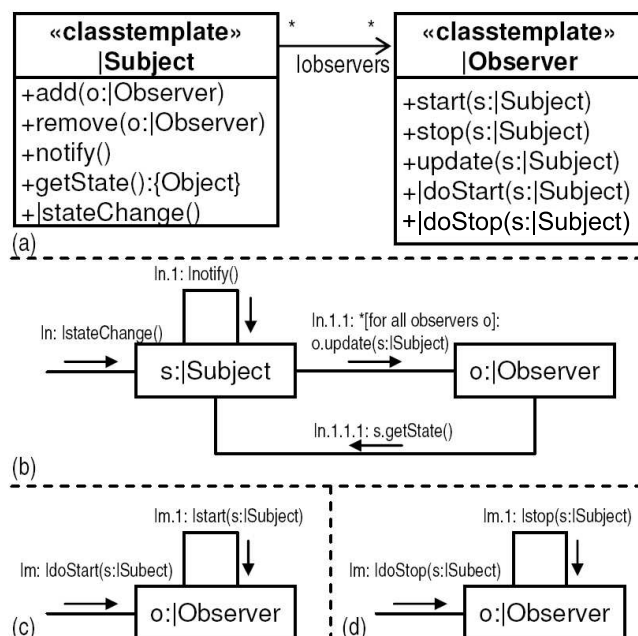 «classtemplate»
|Subject
+add(o:|Observer)
+remove(o:|Observer)
+notify()
+getState():{Object}
+|stateChange()
* *
|observers
«classtemplate»
|Observer
+start(s:|Subject)
+stop(s:|Subject)
+update(s:|Subject)
+|doStart(s:|Subject)
+|doStop(s:|Subject)
(a)
|n.1: |notify()
|n: |stateChange()
|n.1.1: *[for all observers o]:
o.update(s:|Subject)
s:|Subject
o:|Observer
|n.1.1.1: s.getState()
(b)
|m.1: |start(s:|Subject)
|m: |doStart(s:|Subect)
o:|Observer
(c)
|m.1: |stop(s:|Subject)
|m: |doStop(s:|Subect)
o:|Observer
(d)